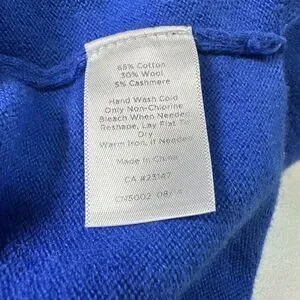 65% Cotton
30% Wool
5% Cashmere
Hand Wash Cold
Only Non-Chlorine
Bleach When Needed
Reshape, Lay Flat To
Dry
Warm Iron, If Needed
Made in China
CA #23147